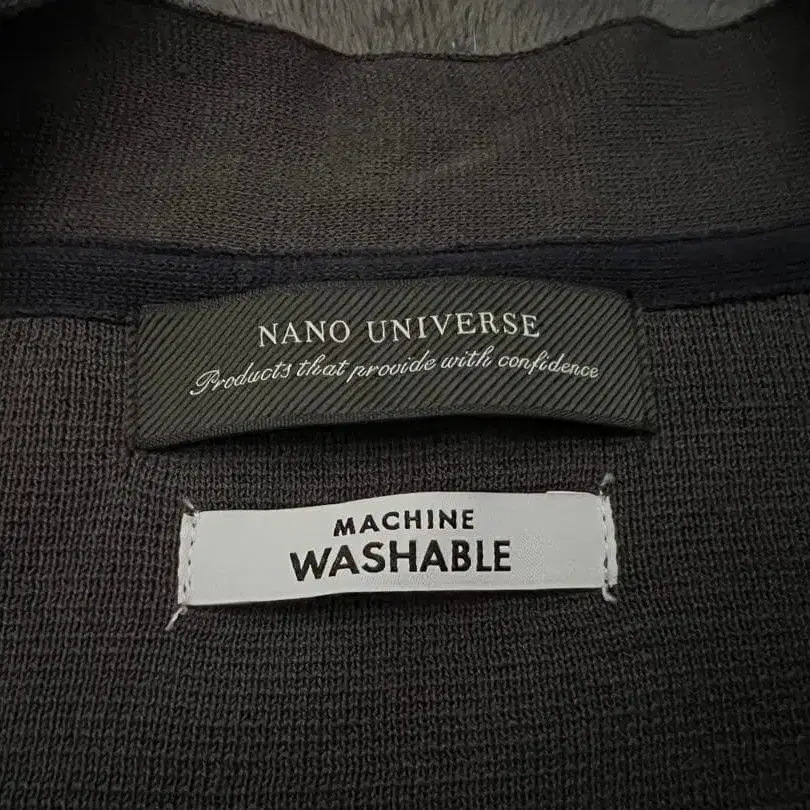 NANO UNIVERSE
Products that provide with confidence
MACHINE
WASHABLE